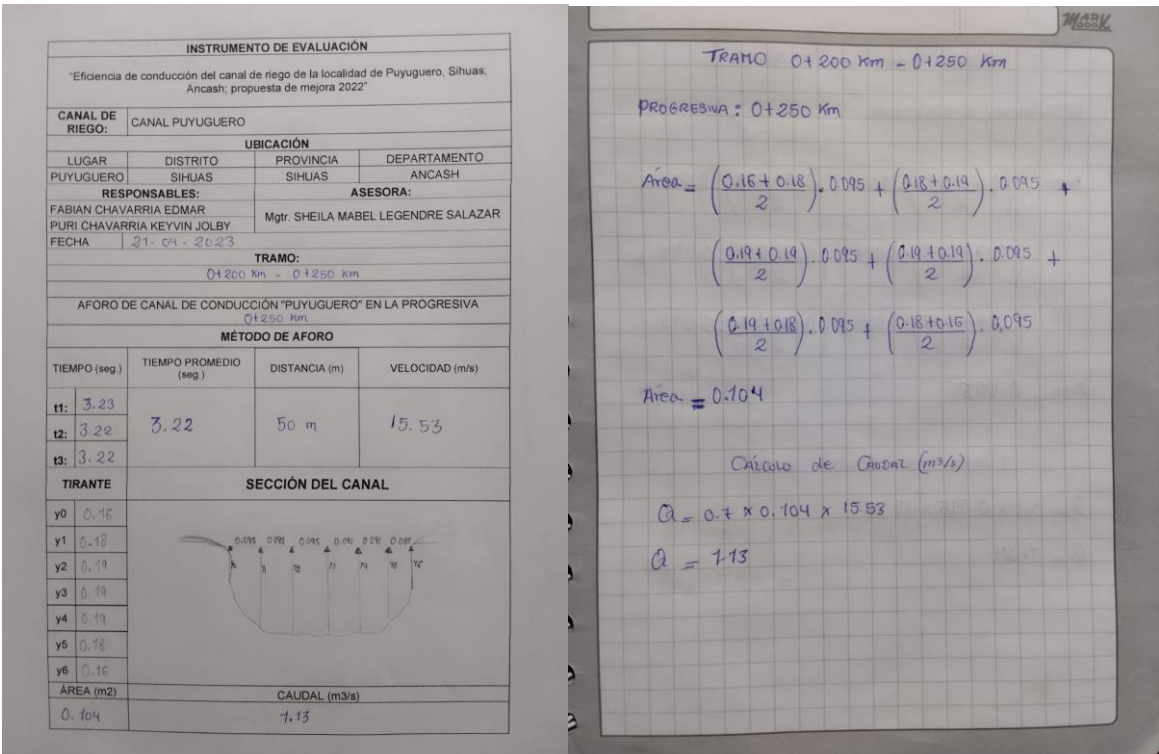 INSTRUMENTO DE EVALUACIÓN
"Eficiencia de conducción del canal de riego de la localidad de Puyuguero, Sihuas;
Ancash; propuesta de mejora 2022"
CANAL DE RIEGO: CANAL PUYUGUERO
UBICACIÓN
LUGAR DISTRITO PROVINCIA DEPARTAMENTO
PUYUGUERO SIHUAS SIHUAS ANCASH
RESPONSABLES: ASESORA:
FABIAN CHAVARRIA EDMAR
PURI CHAVARRIA KEYVIN JOLBY
Mgtr. SHEILA MABEL LEGENDRE SALAZAR
FECHA 21-04-2023
TRAMO:
0+200 Km - 0+250 Km
AFORO DE CANAL DE CONDUCCIÓN "PUYUGUERO" EN LA PROGRESIVA
0+250 Km
MÉTODO DE AFORO
TIEMPO (seg.) TIEMPO PROMEDIO (seg.) DISTANCIA (m) VELOCIDAD (m/s)
t1: 3.23
t2: 3.22 3.22 50 m 15.53
t3: 3.22
TIRANTE SECCIÓN DEL CANAL
y0 0.16
y1 0.18
y2 0.19
y3 0.19
y4 0.19
y5 0.18
y6 0.16
0.095 0.095 0.095
ÁREA (m2) CAUDAL (m3/s)
0.104 1.13
MARK
TRAMO 0+200 Km - 0+250 Km
PROGRESIVA: 0+250 Km
Area = ((0.16 + 0.18)/2) . 0.095 + ((0.18 + 0.19)/2) . 0.095 +
((0.19 + 0.19)/2) . 0.095 + ((0.19 + 0.19)/2) . 0.095 +
((0.19 + 0.18)/2) . 0.095 + ((0.18 + 0.16)/2) . 0.095
Area = 0.104
Cálculo de Caudal (m3/s)
Q = 0.7 x 0.104 x 15.53
Q = 1.13